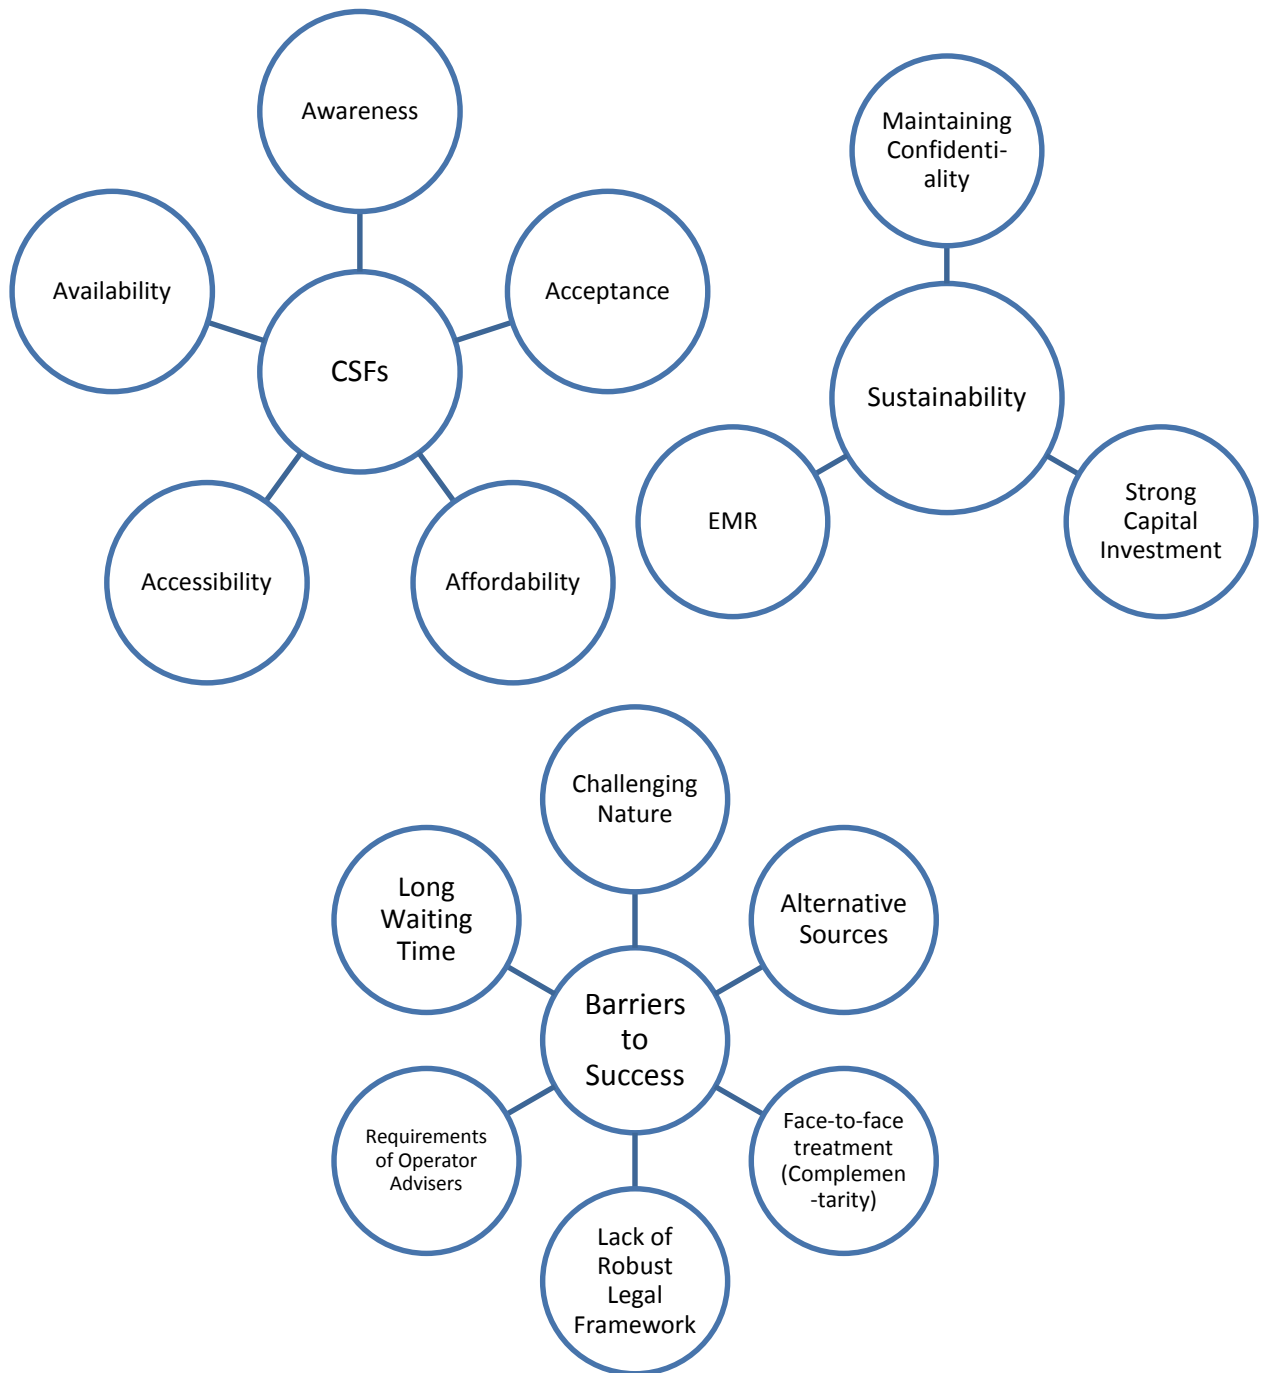 Awareness
Availability
Acceptance
CSFs
Accessibility
Affordability
Maintaining
Confidenti-
ality
Sustainability
EMR
Strong
Capital
Investment
Challenging
Nature
Long
Waiting
Time
Alternative
Sources
Barriers
to
Success
Requirements
of Operator
Advisers
Face-to-face
treatment
(Complemen
-tarity)
Lack of
Robust
Legal
Framework